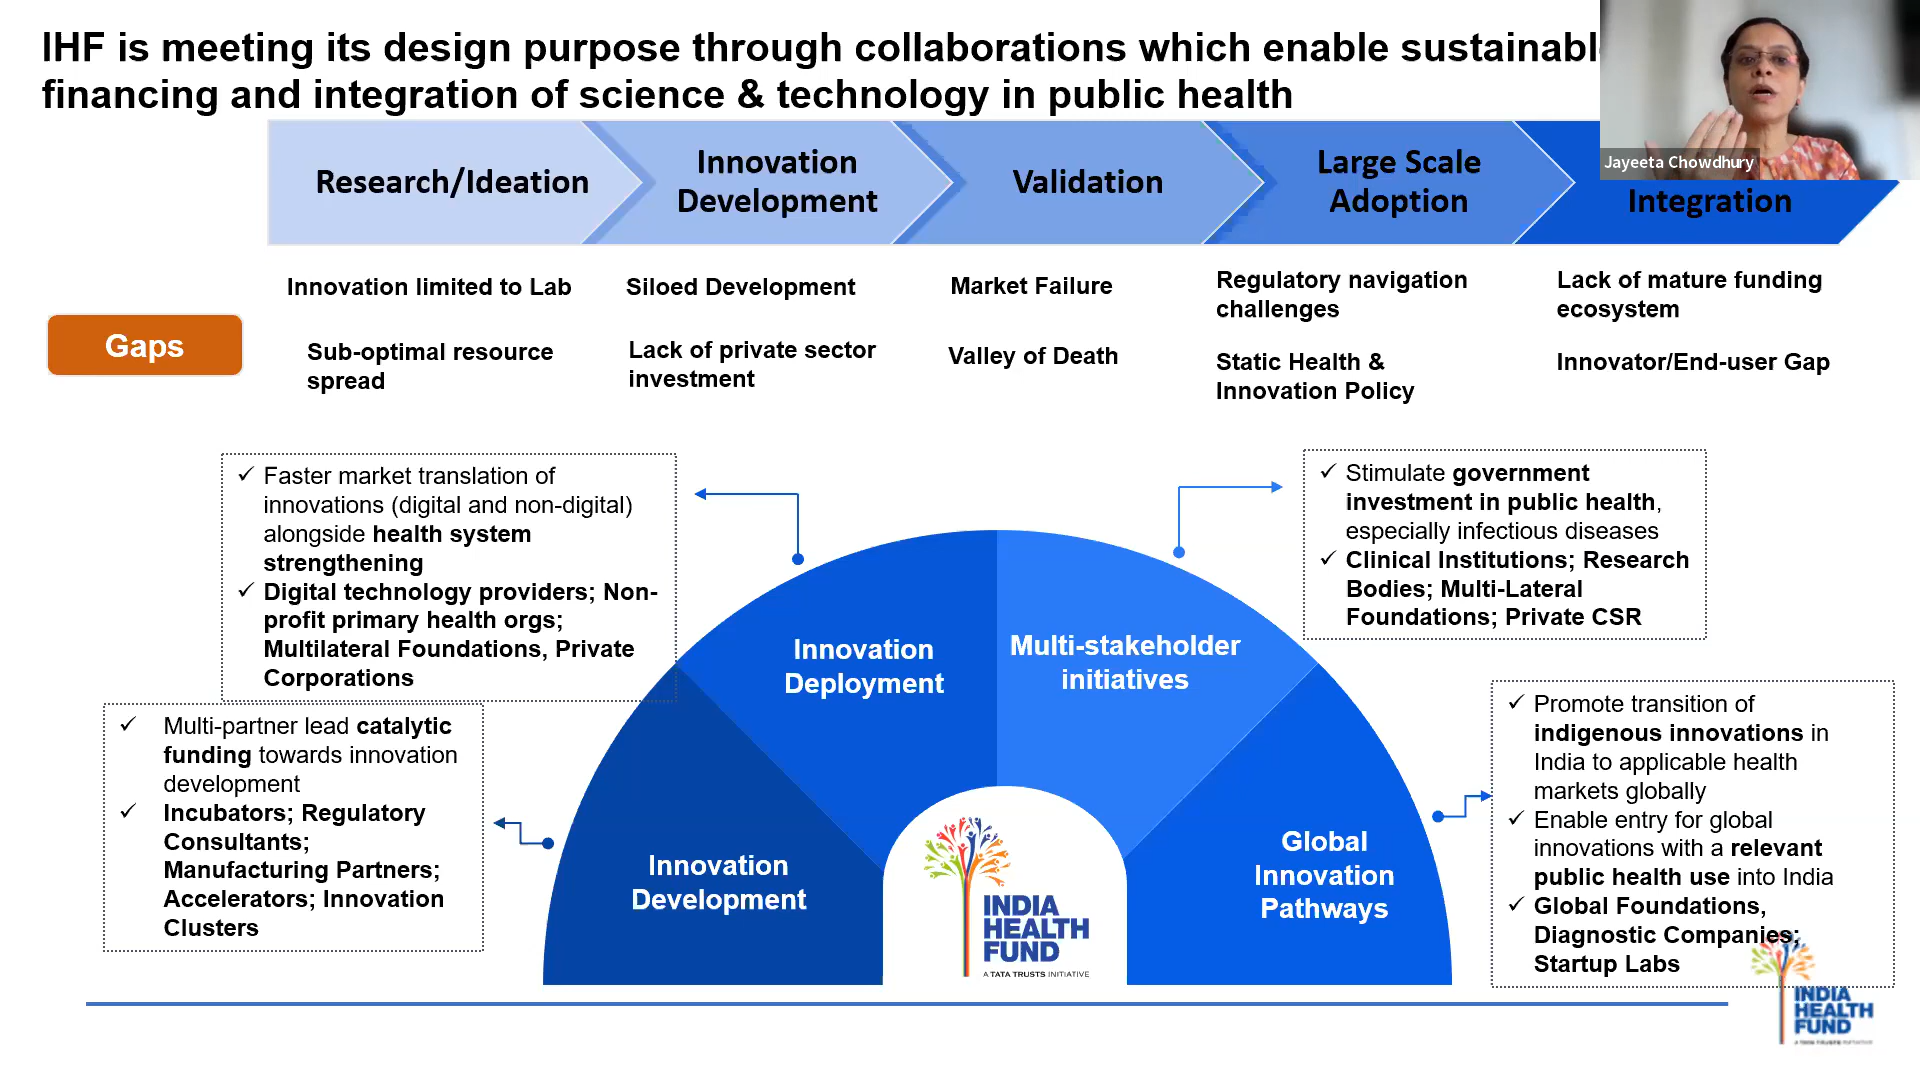 IHF is meeting its design purpose through collaborations which enable sustainabl
financing and integration of science & technology in public health
Jayeeta Chowdhury
Research/Ideation
Innovation
Development
Validation
Large Scale
Adoption
Integration
Gaps
Innovation limited to Lab
Sub-optimal resource
spread
Siloed Development
Lack of private sector
investment
Market Failure
Valley of Death
Regulatory navigation
challenges
Static Health &
Innovation Policy
Lack of mature funding
ecosystem
Innovator/End-user Gap
✓ Faster market translation of
innovations (digital and non-digital)
alongside health system
strengthening
✓ Digital technology providers; Non-
profit primary health orgs;
Multilateral Foundations, Private
Corporations
✓ Multi-partner lead catalytic
funding towards innovation
development
✓ Incubators; Regulatory
Consultants;
Manufacturing Partners;
Accelerators; Innovation
Clusters
✓ Stimulate government
investment in public health,
especially infectious diseases
✓ Clinical Institutions; Research
Bodies; Multi-Lateral
Foundations; Private CSR
✓ Promote transition of
indigenous innovations in
India to applicable health
markets globally
✓ Enable entry for global
innovations with a relevant
public health use into India
✓ Global Foundations,
Diagnostic Companies;
Startup Labs
Innovation
Development
Innovation
Deployment
Multi-stakeholder
initiatives
Global
Innovation
Pathways
INDIA
HEALTH
FUND
A TATA TRUSTS INITIATIVE
INDIA
HEALTH
FUND
A TATA TRUSTS INITIATIVE